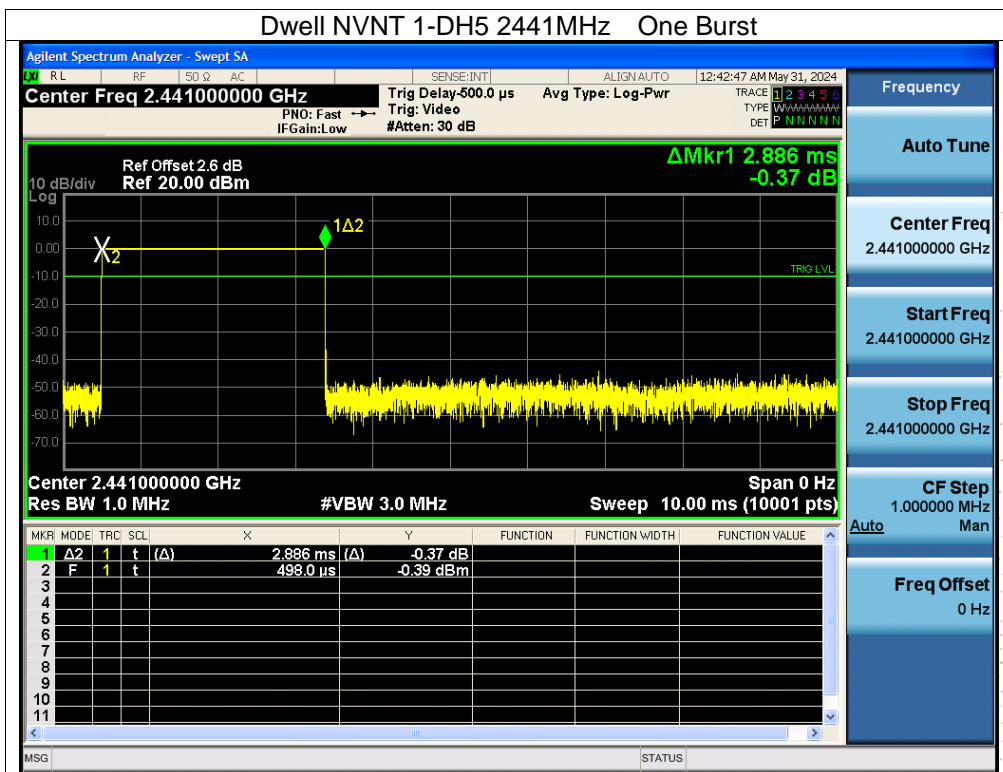 Dwell NVNT 1-DH5 2441MHz One Burst
Agilent Spectrum Analyzer - Swept SA
LXI RL RF 50 Ω AC SENSE:INT ALIGN AUTO 12:42:47 AM May 31, 2024
Center Freq 2.441000000 GHz Trig Delay-500.0 µs Avg Type: Log-Pwr TRACE 1 2 3 4 5 6
PNO: Fast Trig: Video TYPE WWWWWW
IFGain:Low #Atten: 30 dB DET P N N N N N
Frequency
Auto Tune
Center Freq
2.441000000 GHz
Start Freq
2.441000000 GHz
Stop Freq
2.441000000 GHz
CF Step
1.000000 MHz
Auto Man
Freq Offset
0 Hz
ΔMkr1 2.886 ms
-0.37 dB
Ref Offset 2.6 dB
10 dB/div Ref 20.00 dBm
Log
10.0
0.00
-10.0
-20.0
-30.0
-40.0
-50.0
-60.0
-70.0
1Δ2
2
TRIG LVL
Center 2.441000000 GHz Span 0 Hz
Res BW 1.0 MHz #VBW 3.0 MHz Sweep 10.00 ms (10001 pts)
MKR MODE TRC SCL X Y FUNCTION FUNCTION WIDTH FUNCTION VALUE
1 Δ2 1 t (Δ) 2.886 ms (Δ) -0.37 dB
2 F 1 t 498.0 µs -0.39 dBm
3
4
5
6
7
8
9
10
11
MSG STATUS